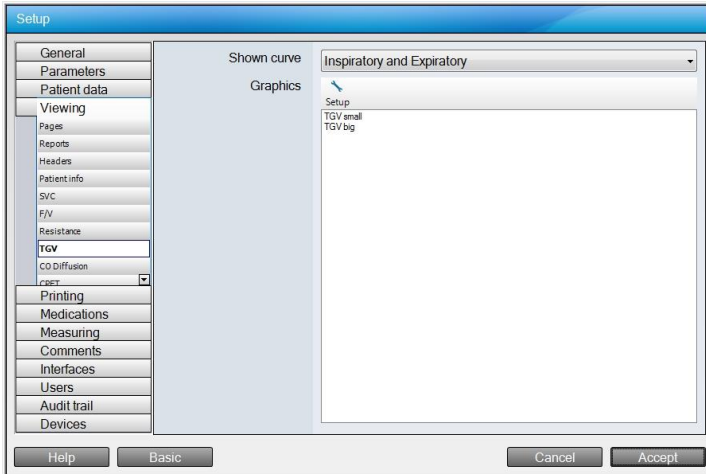 Setup
General
Parameters
Patient data
Viewing
Pages
Reports
Headers
Patient info
SVC
F/V
Resistance
TGV
CO Diffusion
CPET
Printing
Medications
Measuring
Comments
Interfaces
Users
Audit trail
Devices
Shown curve
Inspiratory and Expiratory
Graphics
Setup
TGV small
TGV big
Help
Basic
Cancel
Accept